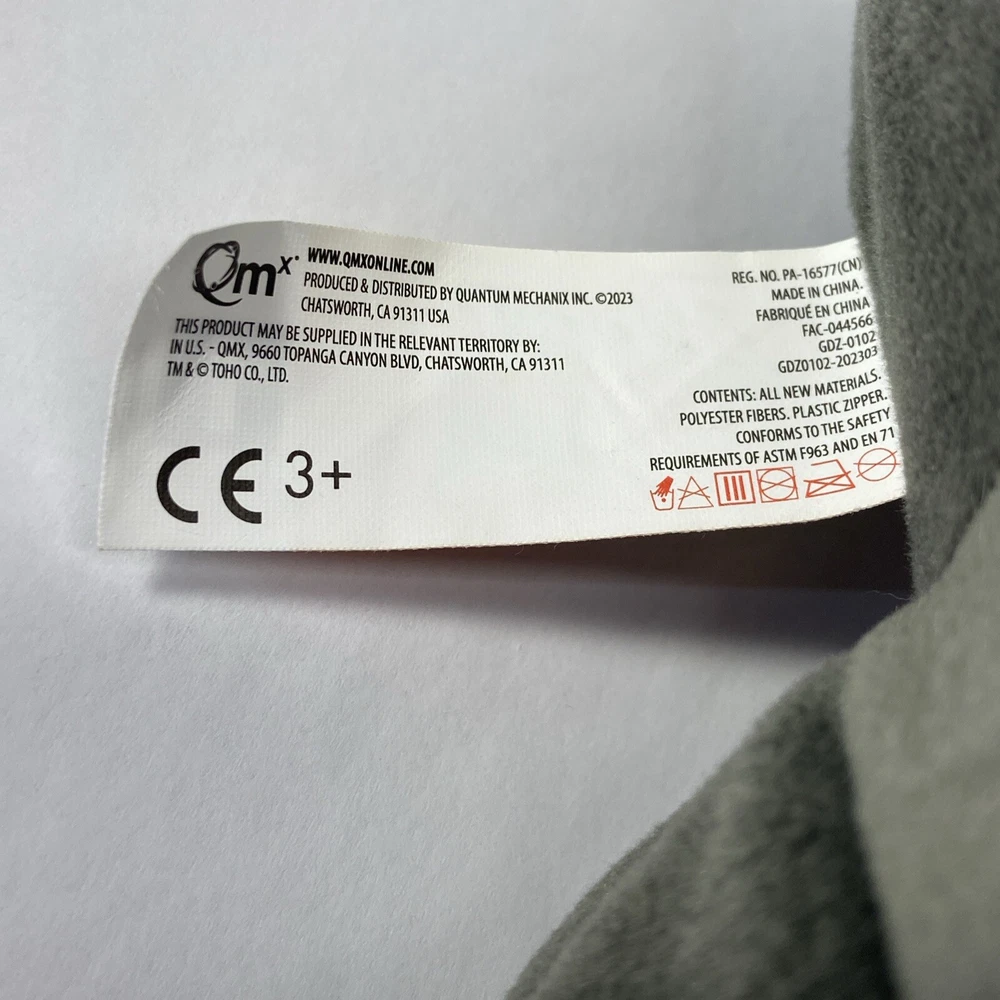 Qmx
WWW.QMXONLINE.COM
PRODUCED & DISTRIBUTED BY QUANTUM MECHANIX INC. ©2023
CHATSWORTH, CA 91311 USA
THIS PRODUCT MAY BE SUPPLIED IN THE RELEVANT TERRITORY BY:
IN U.S. - QMX, 9660 TOPANGA CANYON BLVD, CHATSWORTH, CA 91311
TM & © TOHO CO., LTD.
CE 3+
REG. NO. PA-16577(CN)
MADE IN CHINA.
FABRIQUÉ EN CHINA
FAC-044566
GDZ-0102
GDZ0102-202303
CONTENTS: ALL NEW MATERIALS.
POLYESTER FIBERS. PLASTIC ZIPPER.
CONFORMS TO THE SAFETY
REQUIREMENTS OF ASTM F963 AND EN 71